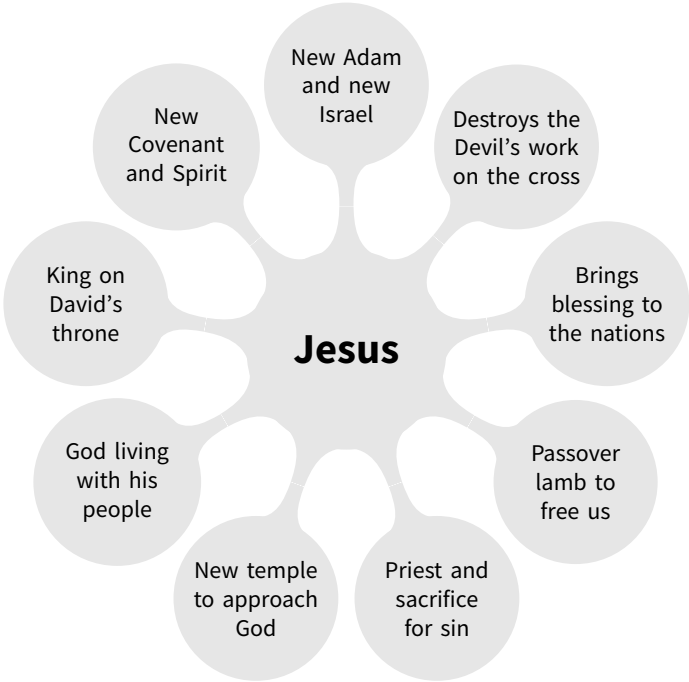 New Adam
and new
Israel
Destroys the
Devil’s work
on the cross
Brings
blessing to
the nations
Passover
lamb to
free us
Priest and
sacrifice
for sin
New temple
to approach
God
God living
with his
people
King on
David’s
throne
New
Covenant
and Spirit
Jesus